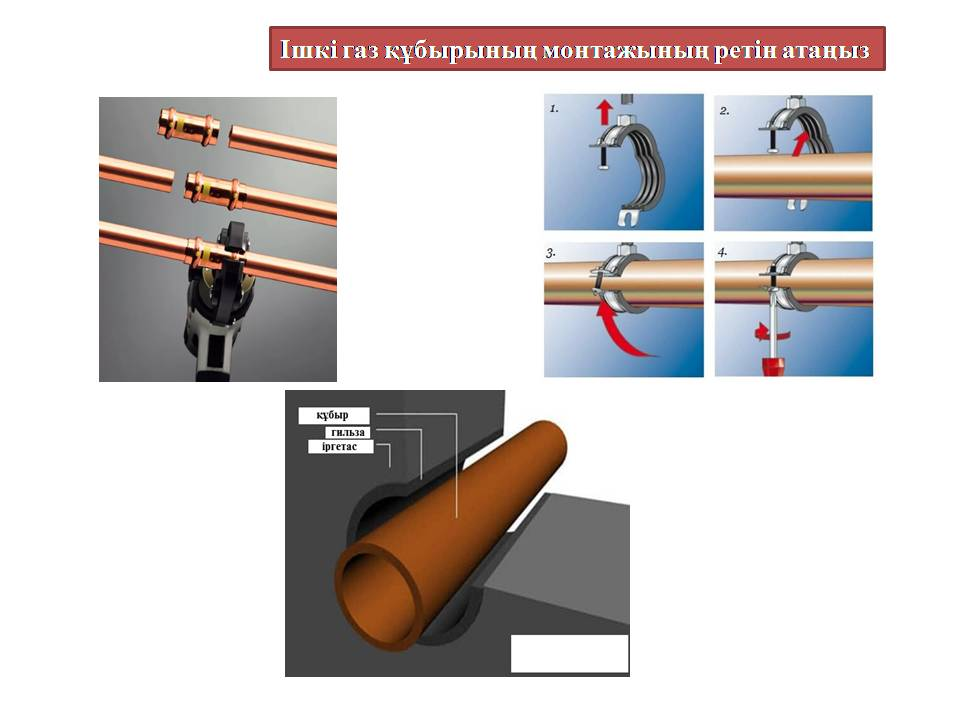 Ішкі газ құбырының монтажының ретін атаңыз
1.
2.
3.
4.
құбыр
гильза
іргетас